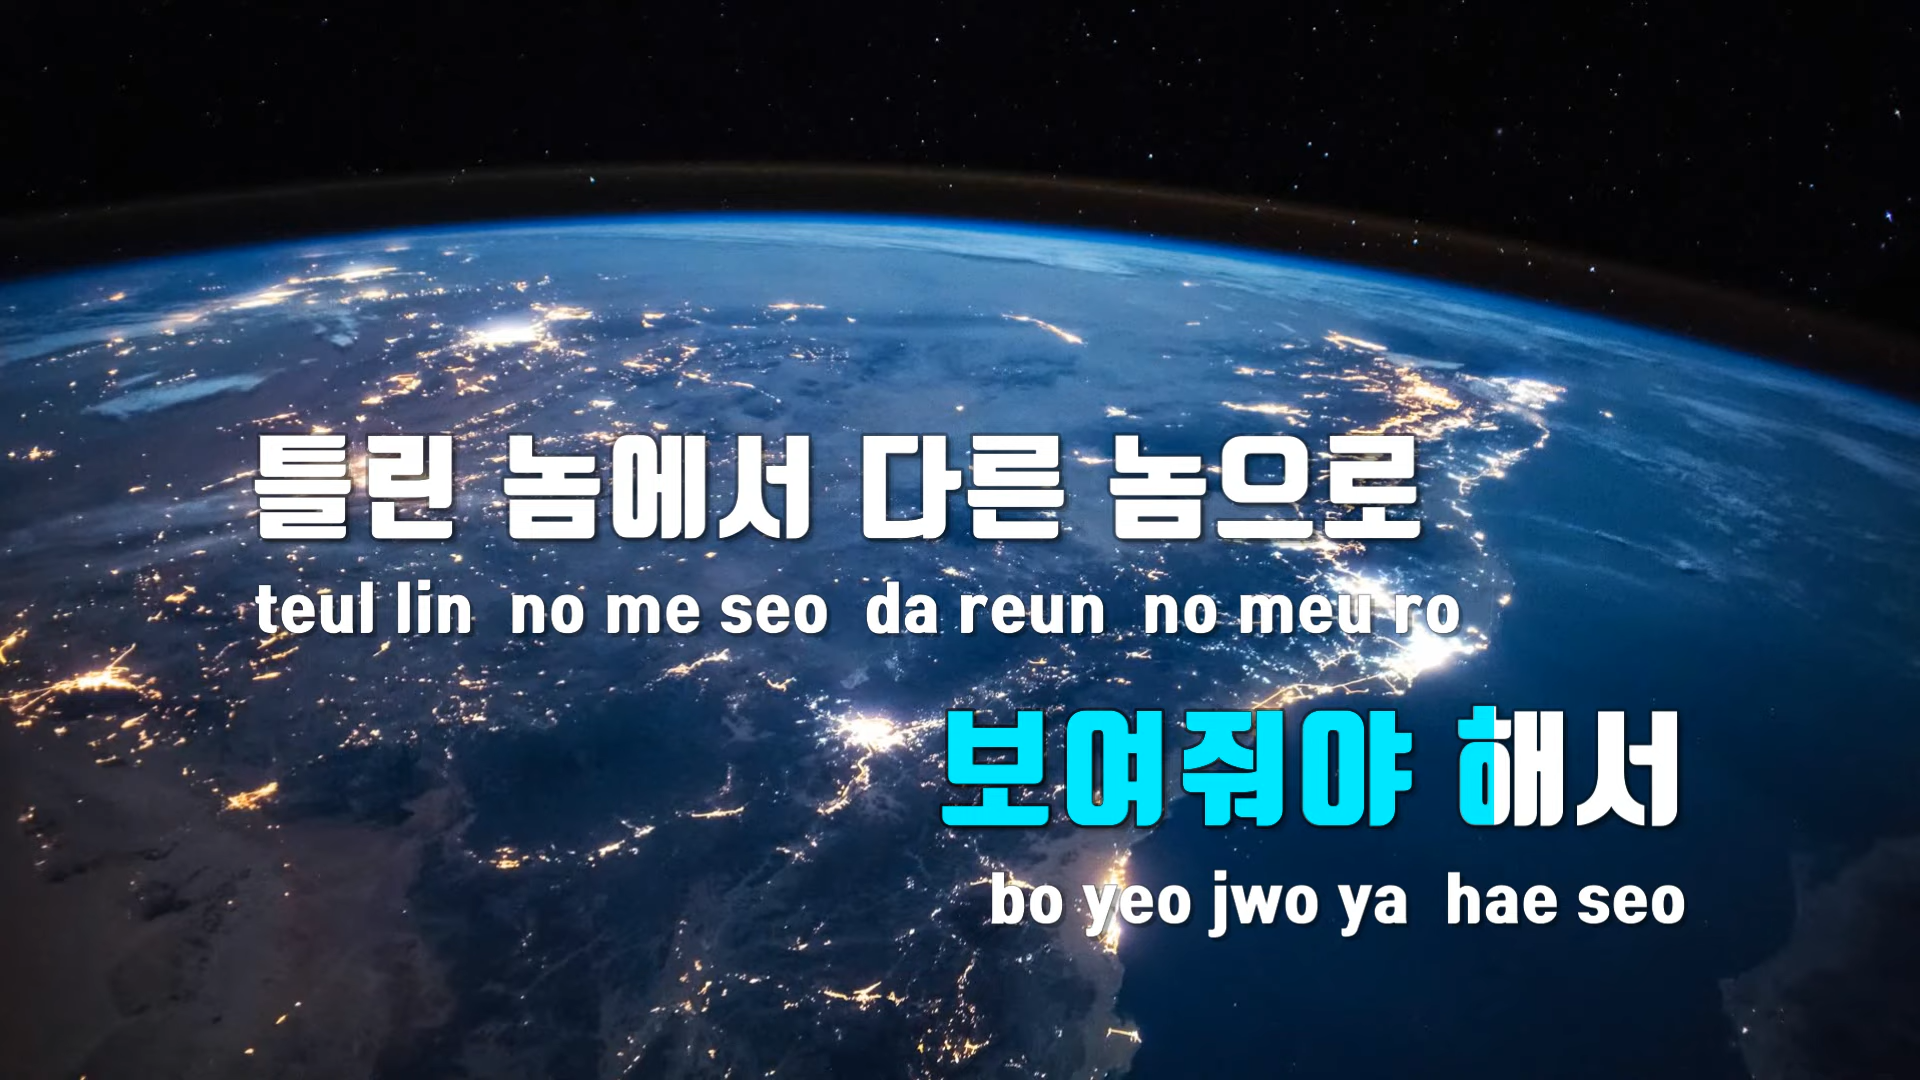 틀린 놈에서 다른 놈으로
teul lin no me seo da reun no meu ro
보여줘야 해서
bo yeo jwo ya hae seo